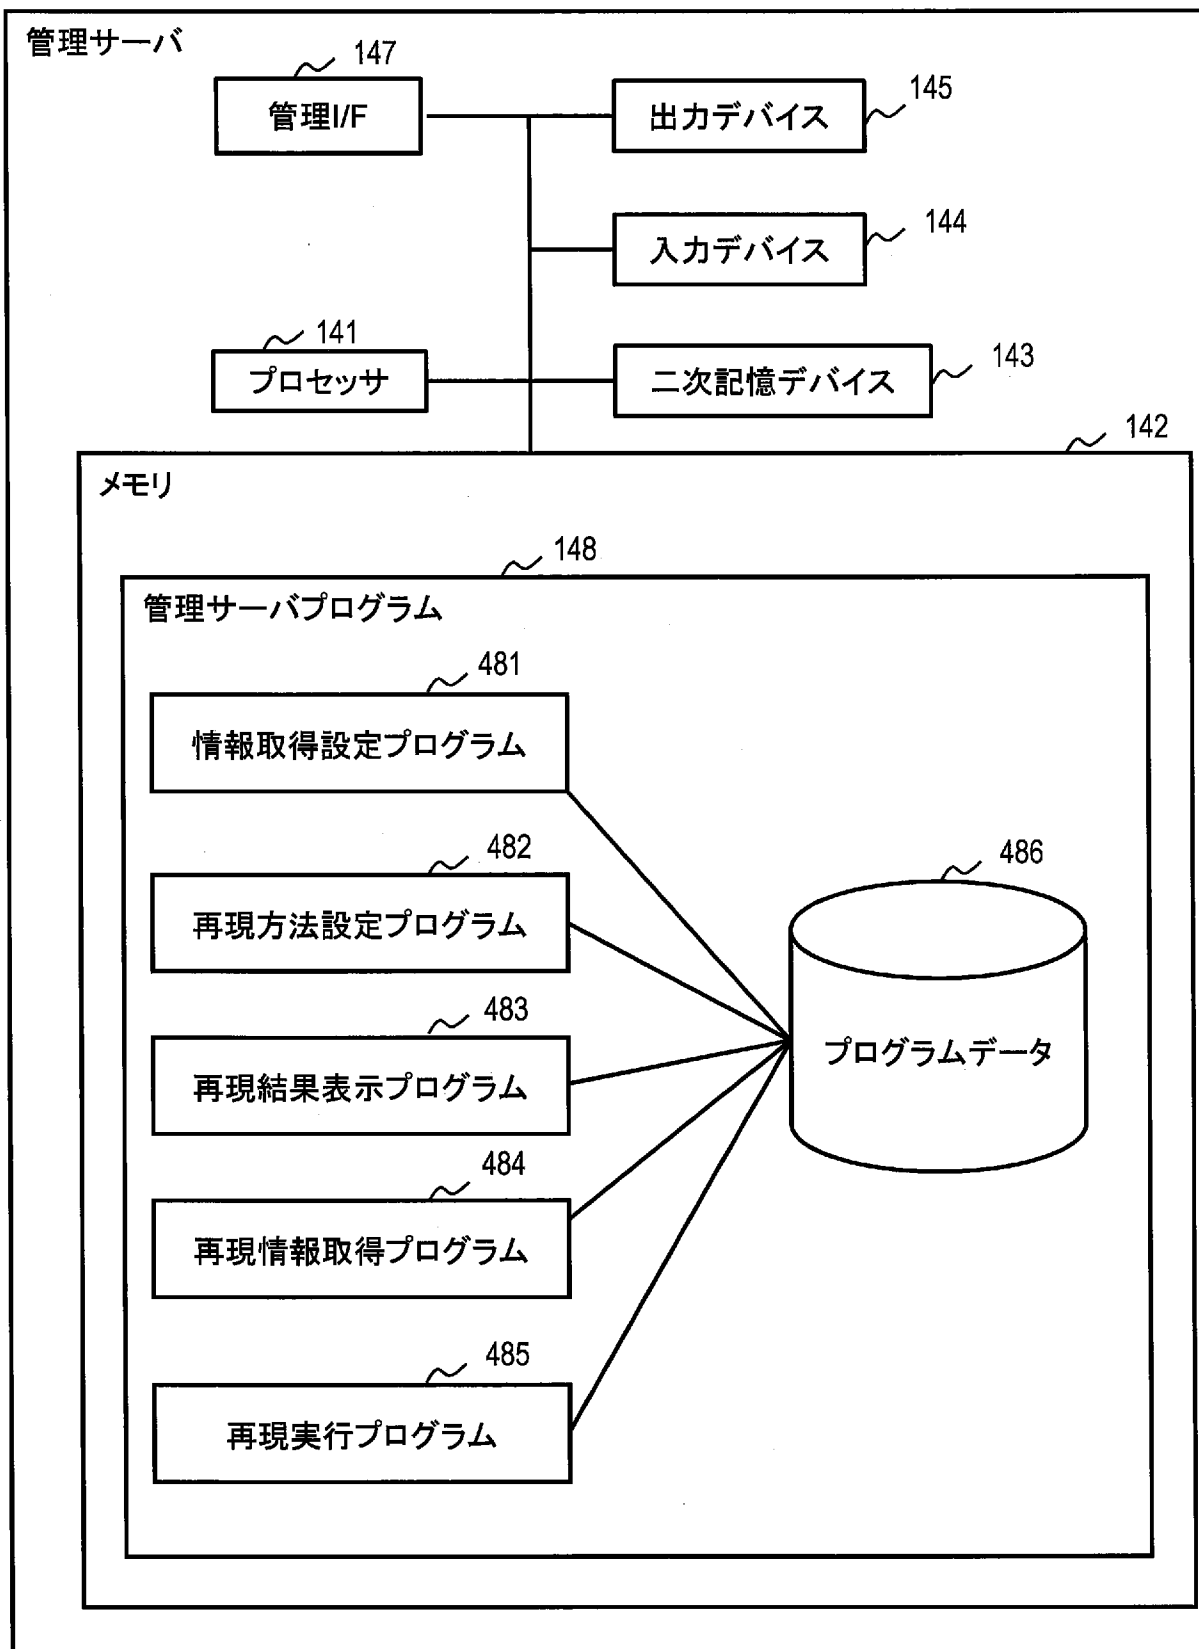 管理サーバ
147
管理I/F
145
出力デバイス
144
入力デバイス
141
プロセッサ
143
二次記憶デバイス
142
メモリ
148
管理サーバプログラム
481
情報取得設定プログラム
482
再現方法設定プログラム
483
再現結果表示プログラム
484
再現情報取得プログラム
485
再現実行プログラム
486
プログラムデータ